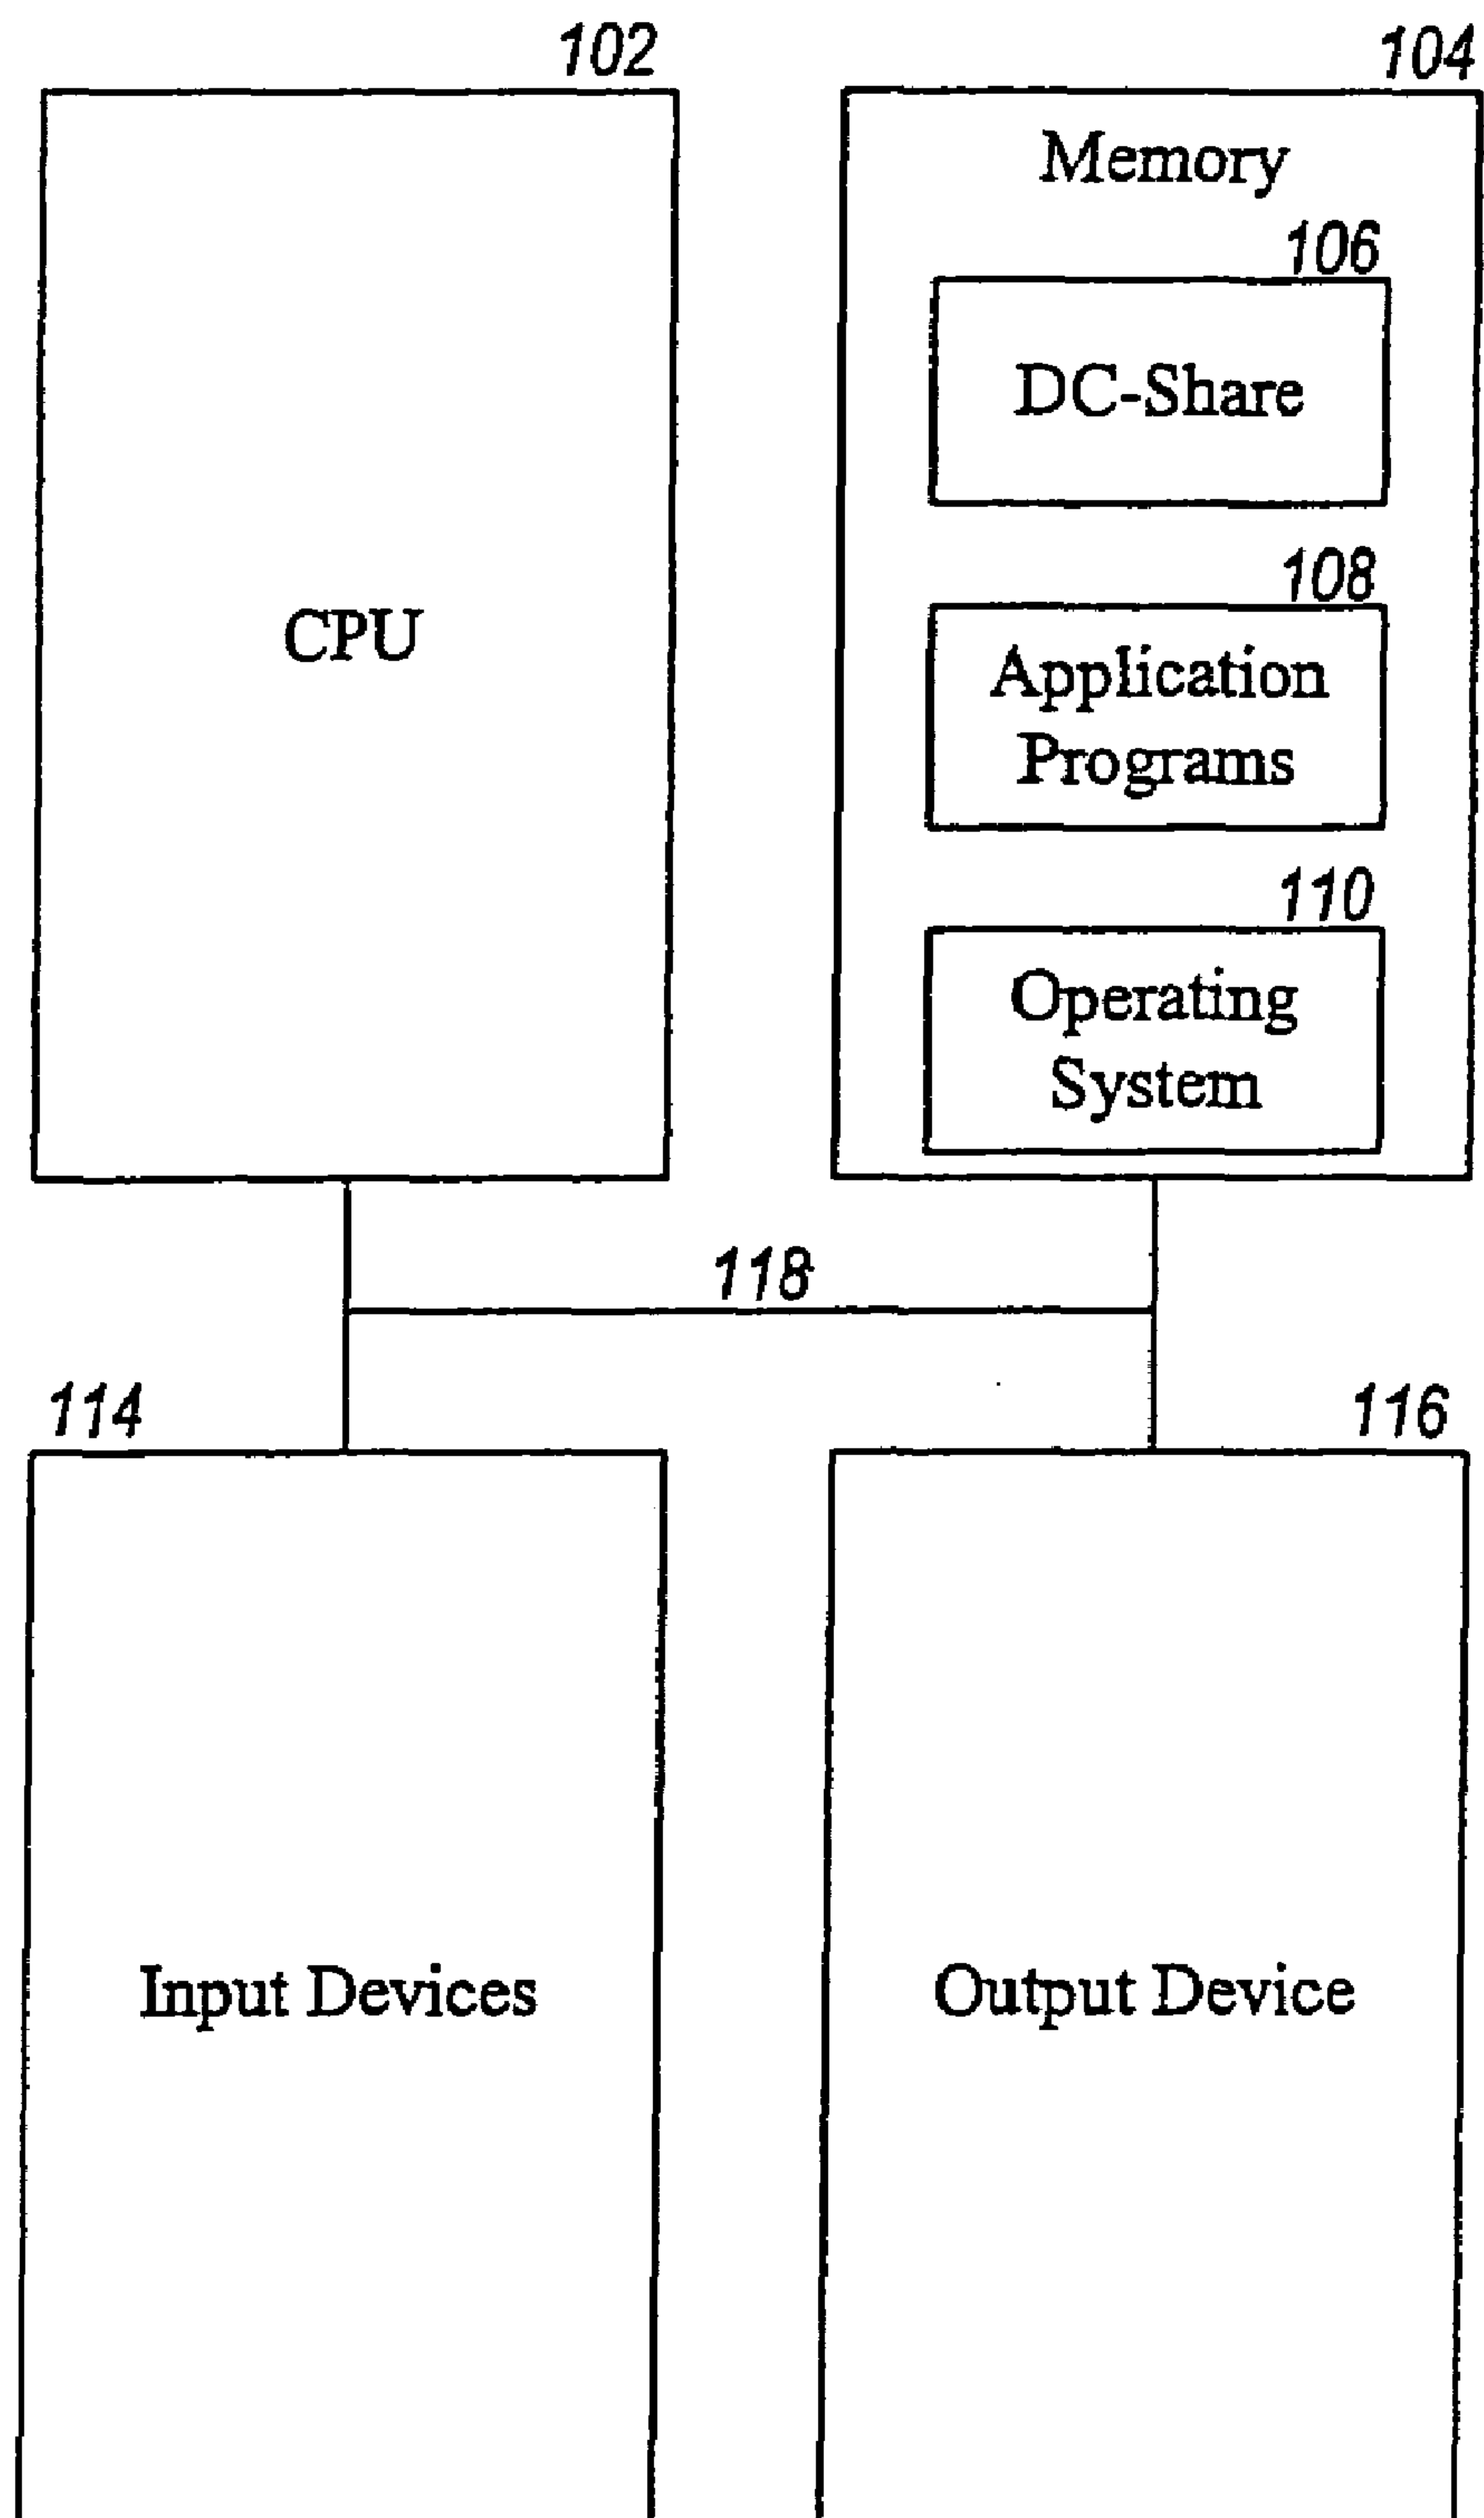 102
104
Memory
106
DC-Share
108
CPU
Application
Programs
110
Operating
System
118
114
116
Input Devices
Output Device